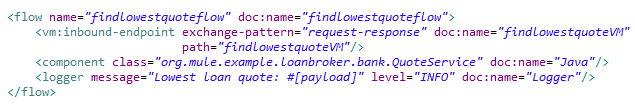 <flow name="findlowestquoteflow" doc:name="findlowestquoteflow">
<vm:inbound-endpoint exchange-pattern="request-response" doc:name="findlowestquoteVM"
path="findlowestquoteVM"/>
<component class="org.mule.example.loanbroker.bank.QuoteService" doc:name="Java"/>
<logger message="Lowest loan quote: #[payload]" level="INFO" doc:name="Logger"/>
</flow>